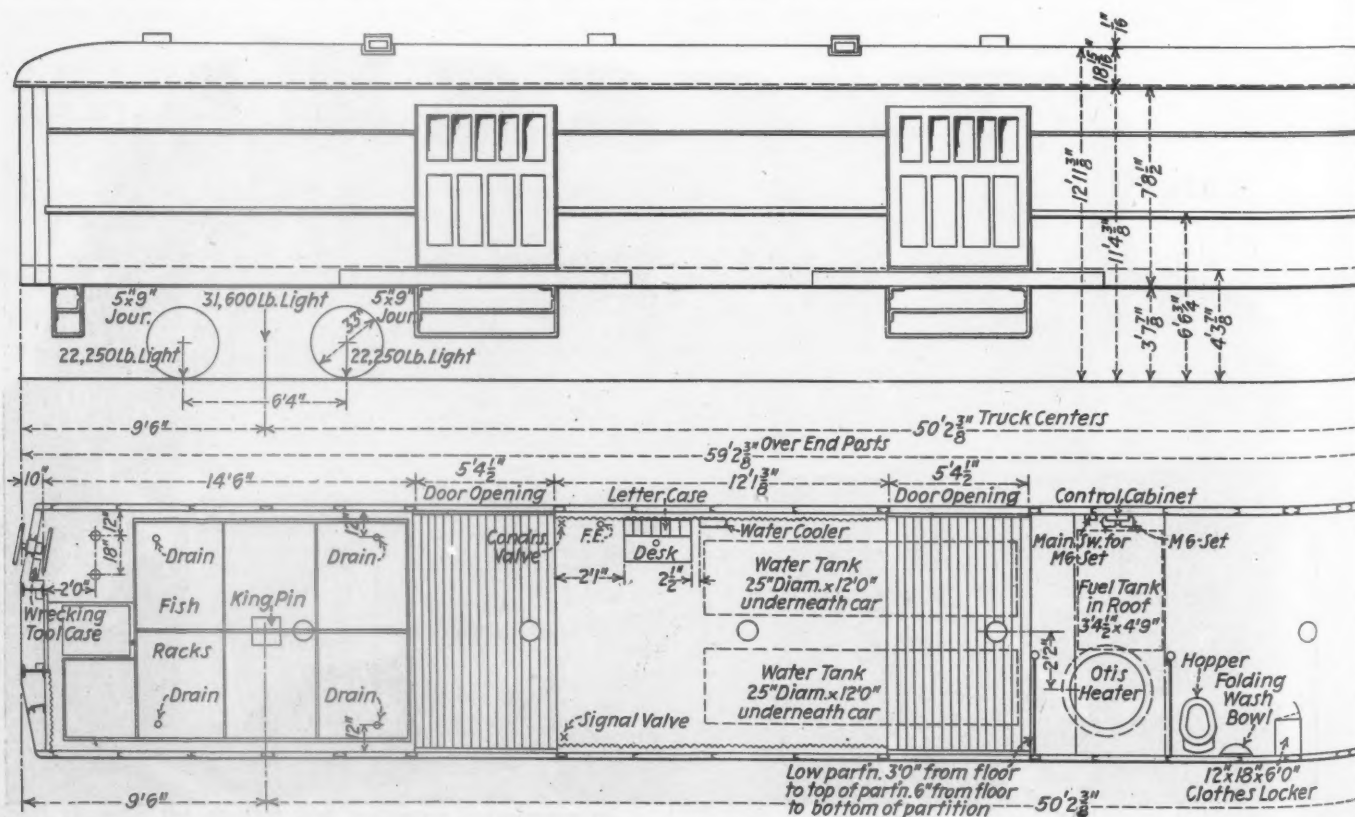 1"
16
18 15/16"
12'11 3/8"
11'4 3/8"
7'8 1/2"
3'7 7/8"
6'6 3/4"
4'3 7/8"
5"x9"
Jour.
31,600 Lb. Light
5"x9"
Jour.
33"
22,250 Lb. Light
22,250 Lb. Light
6'4"
9'6"
50'2 3/8" Truck Centers
59'2 3/8" Over End Posts
10"
14'6"
5'4 1/2"
12'1 3/8"
5'4 1/2"
Door Opening
Letter Case
Door Opening
Control Cabinet
12"
18"
2'0"
12"
Drain
Drain
Condrs.
Valve
F.E.
Desk
Water Cooler
2'1"
2 1/2"
Main Sw. for
MG-Set
MG-Set
Wrecking
Tool Case
Fish
Racks
King Pin
Water Tank
25" Diam. x 12'0"
underneath car
Fuel Tank
in Roof
3'4 1/2" x 4'9"
2'2"
Drain
Drain
12"
Signal Valve
Water Tank
25" Diam. x 12'0"
underneath car
Otis
Heater
Hopper
Folding
Wash
Bowl
Low part'n. 3'0" from floor
to top of part'n. 6" from floor
to bottom of partition
12"x18"x6'0"
Clothes Locker
9'6"
50'2 3/8"